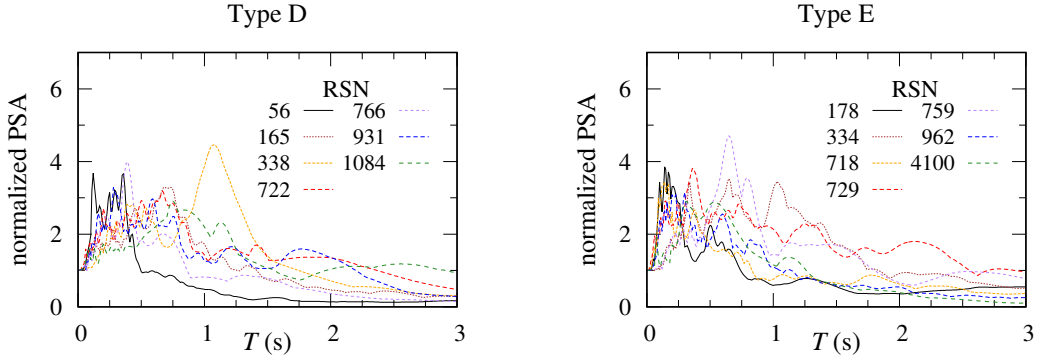 Type D
normalized PSA
6
4
2
0
RSN
56 766
165 931
338 1084
722
0 1 2 3
T (s)
Type E
normalized PSA
6
4
2
0
RSN
178 759
334 962
718 4100
729
0 1 2 3
T (s)